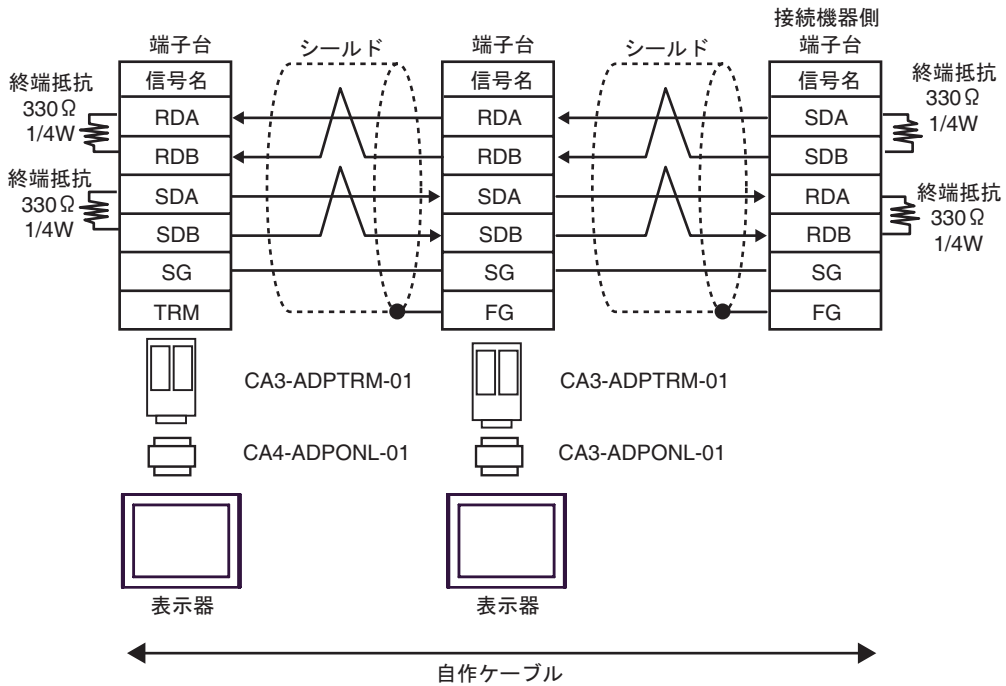 接続機器側
端子台
シールド
端子台
シールド
端子台
終端抵抗
330Ω
1/4W
終端抵抗
330Ω
1/4W
信号名
RDA
RDB
SDA
SDB
SG
TRM
信号名
RDA
RDB
SDA
SDB
SG
FG
信号名
SDA
SDB
RDA
RDB
SG
FG
終端抵抗
330Ω
1/4W
終端抵抗
330Ω
1/4W
CA3-ADPTRM-01
CA3-ADPTRM-01
CA4-ADPONL-01
CA3-ADPONL-01
表示器
表示器
自作ケーブル